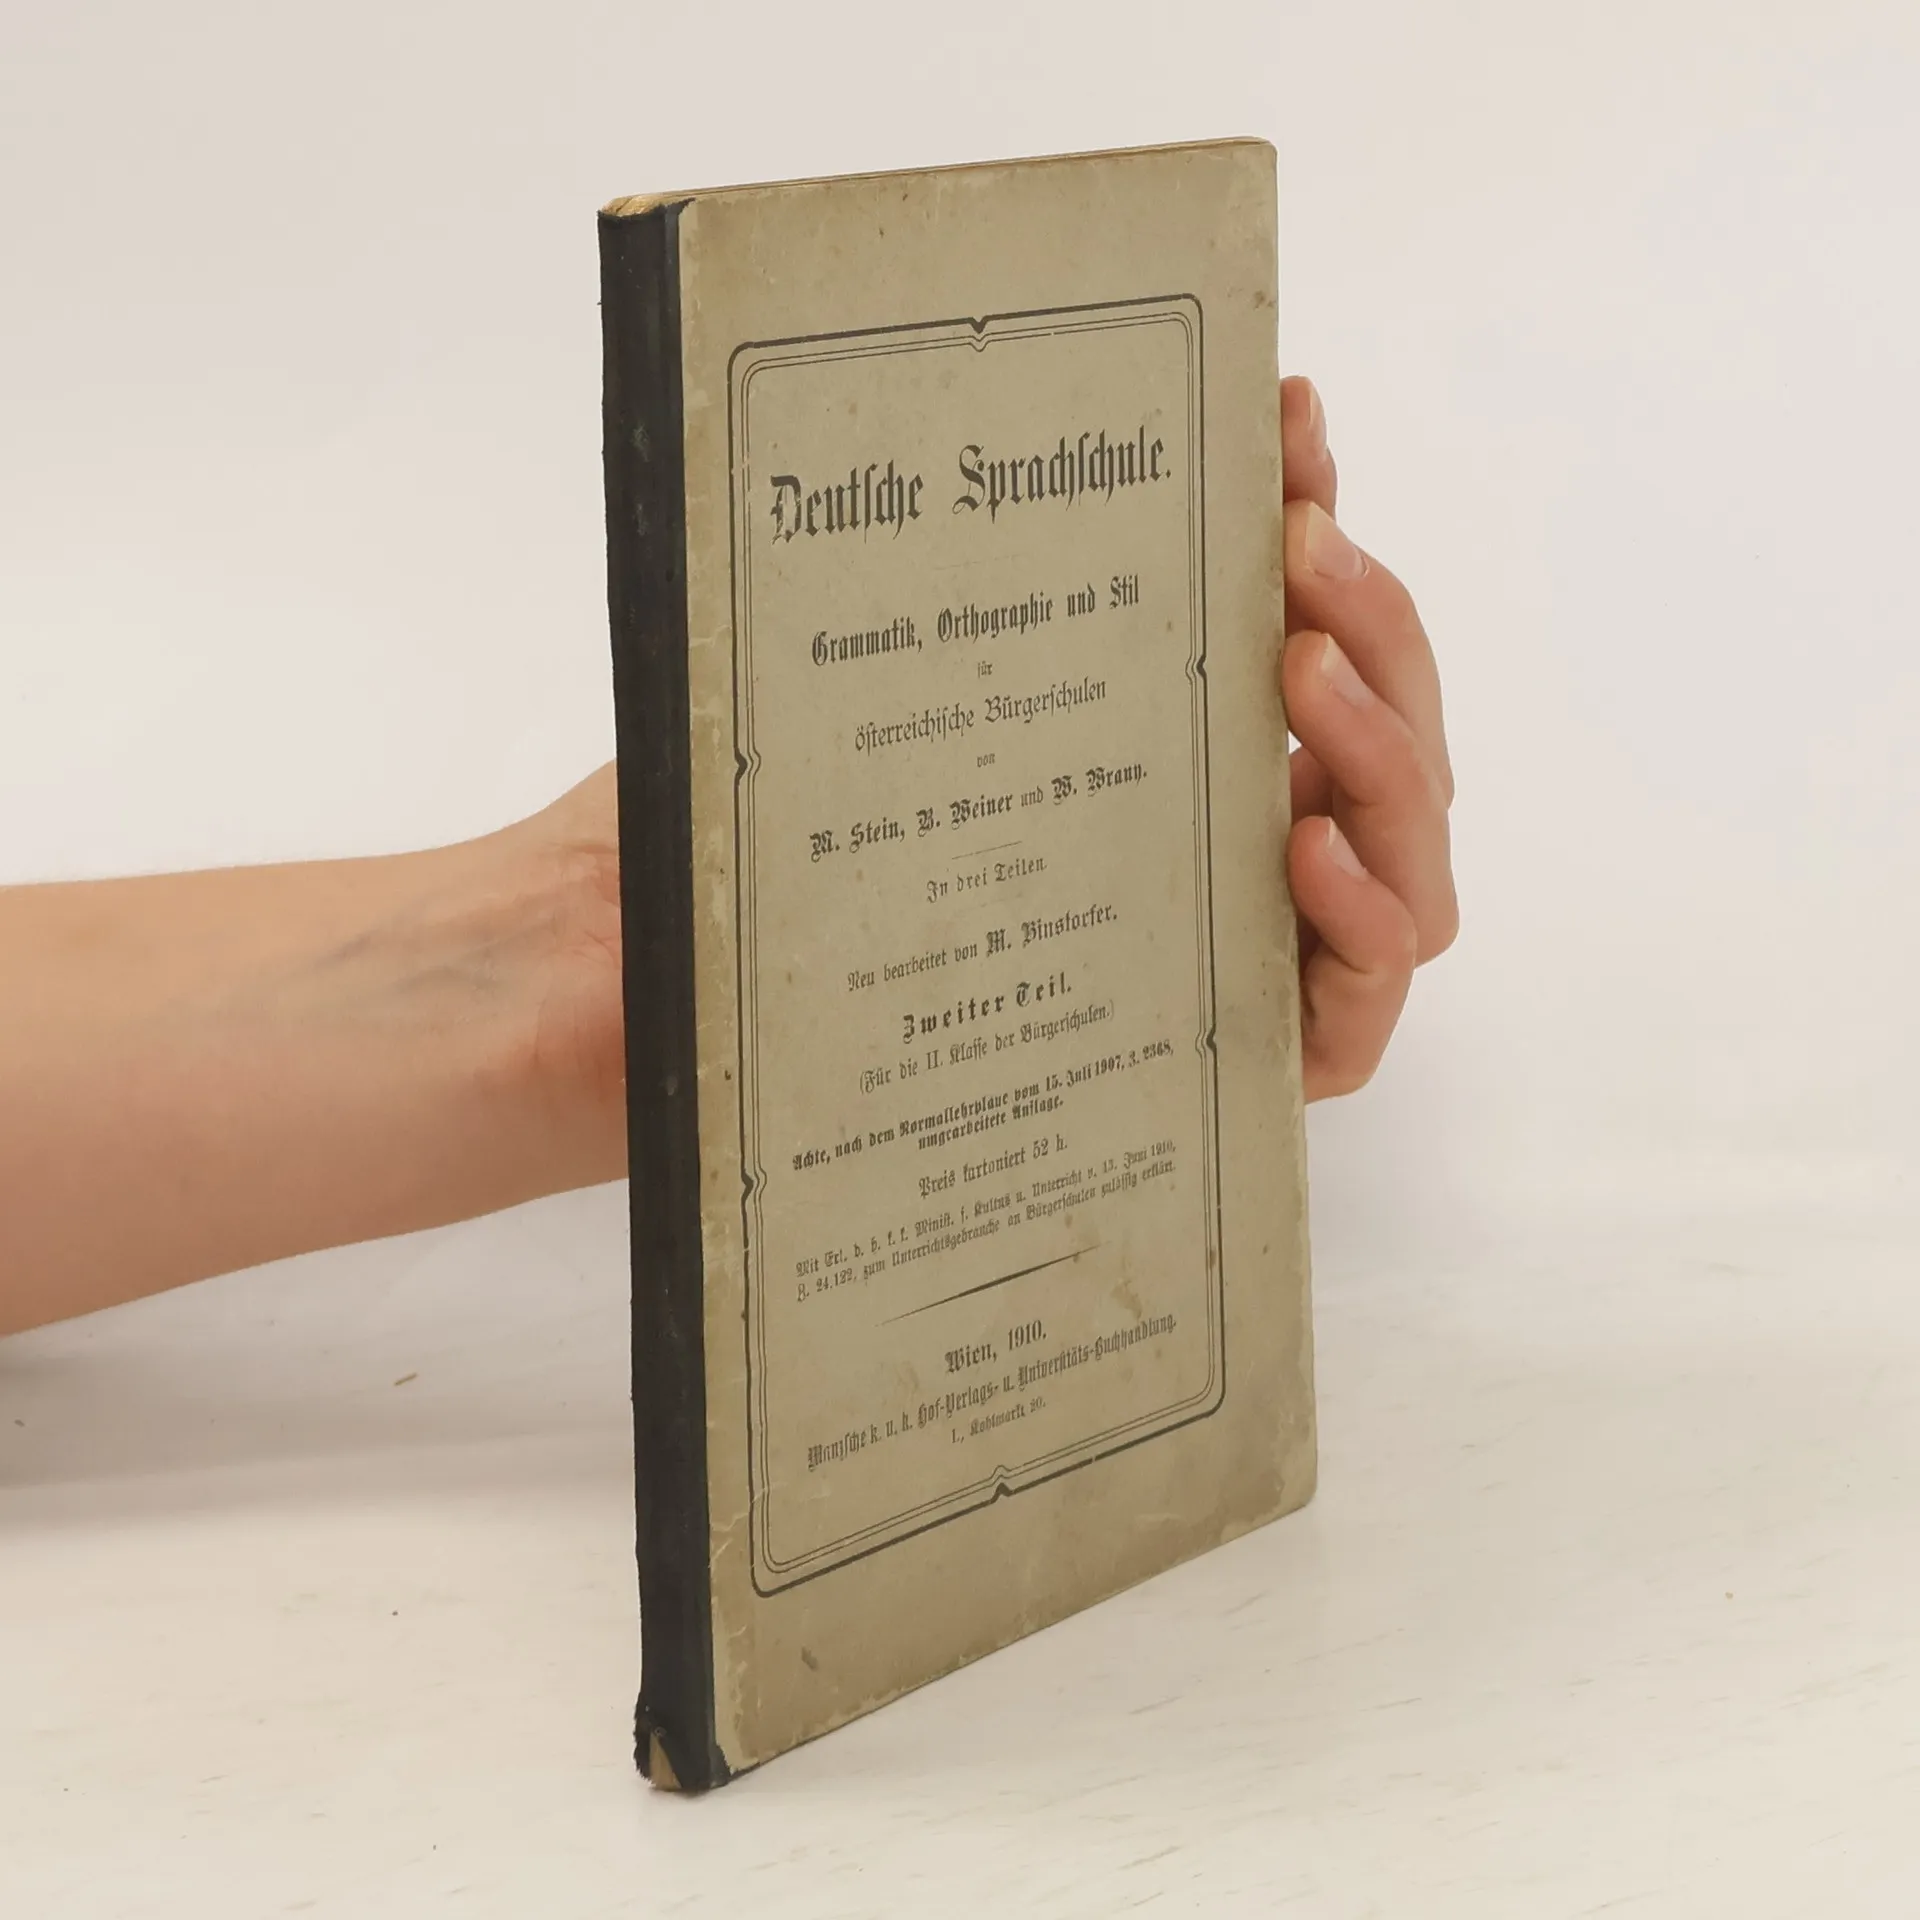 Deutsche Sprachschule.
Grammatik, Orthographie und Stil
für
österreichische Bürgerschulen
von
M. Stein, B. Weiner und W. Wrany.
In drei Teilen
Neu bearbeitet von M. Binstorfer.
Zweiter Teil.
(Für die II. Klasse der Bürgerschulen.)
Achte, nach dem Normallehrplane vom 15. Juli 1907, Z. 2368,
umgearbeitete Auflage.
Preis kartoniert 52 h.
Mit Erl. d. h. k. k. Minist. f. Kultus u. Unterricht v. 13. Juni 1910,
Z. 24.122, zum Unterrichtsgebrauche an Bürgerschulen zulässig erklärt.
Wien, 1910.
Manzsche k. u. k. Hof-Verlags- u. Universitäts-Buchhandlung.
I., Kohlmarkt 20.